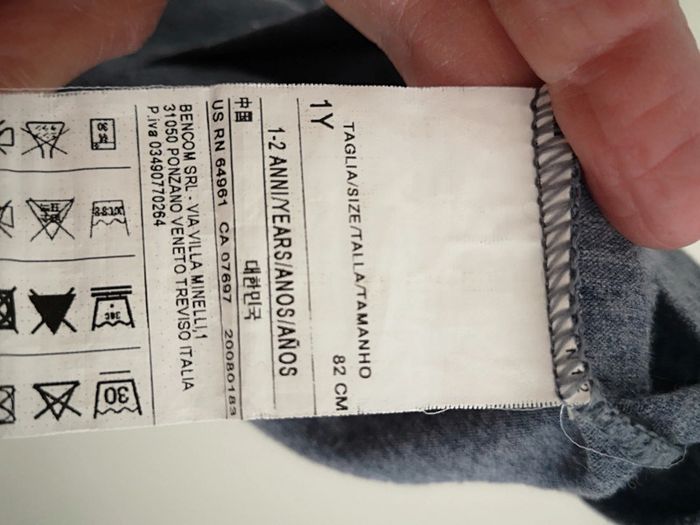 TAGLIA/SIZE/TALLA/TAMANHO
1Y 82 CM
1-2 ANNI/YEARS/ANOS/AÑOS
中国 대한민국
US RN 64961 CA 07697 20080183
BENCOM SRL - VIA VILLA MINELLI,1
31050 PONZANO VENETO TREVISO ITALIA
P.iva 03490770264
30